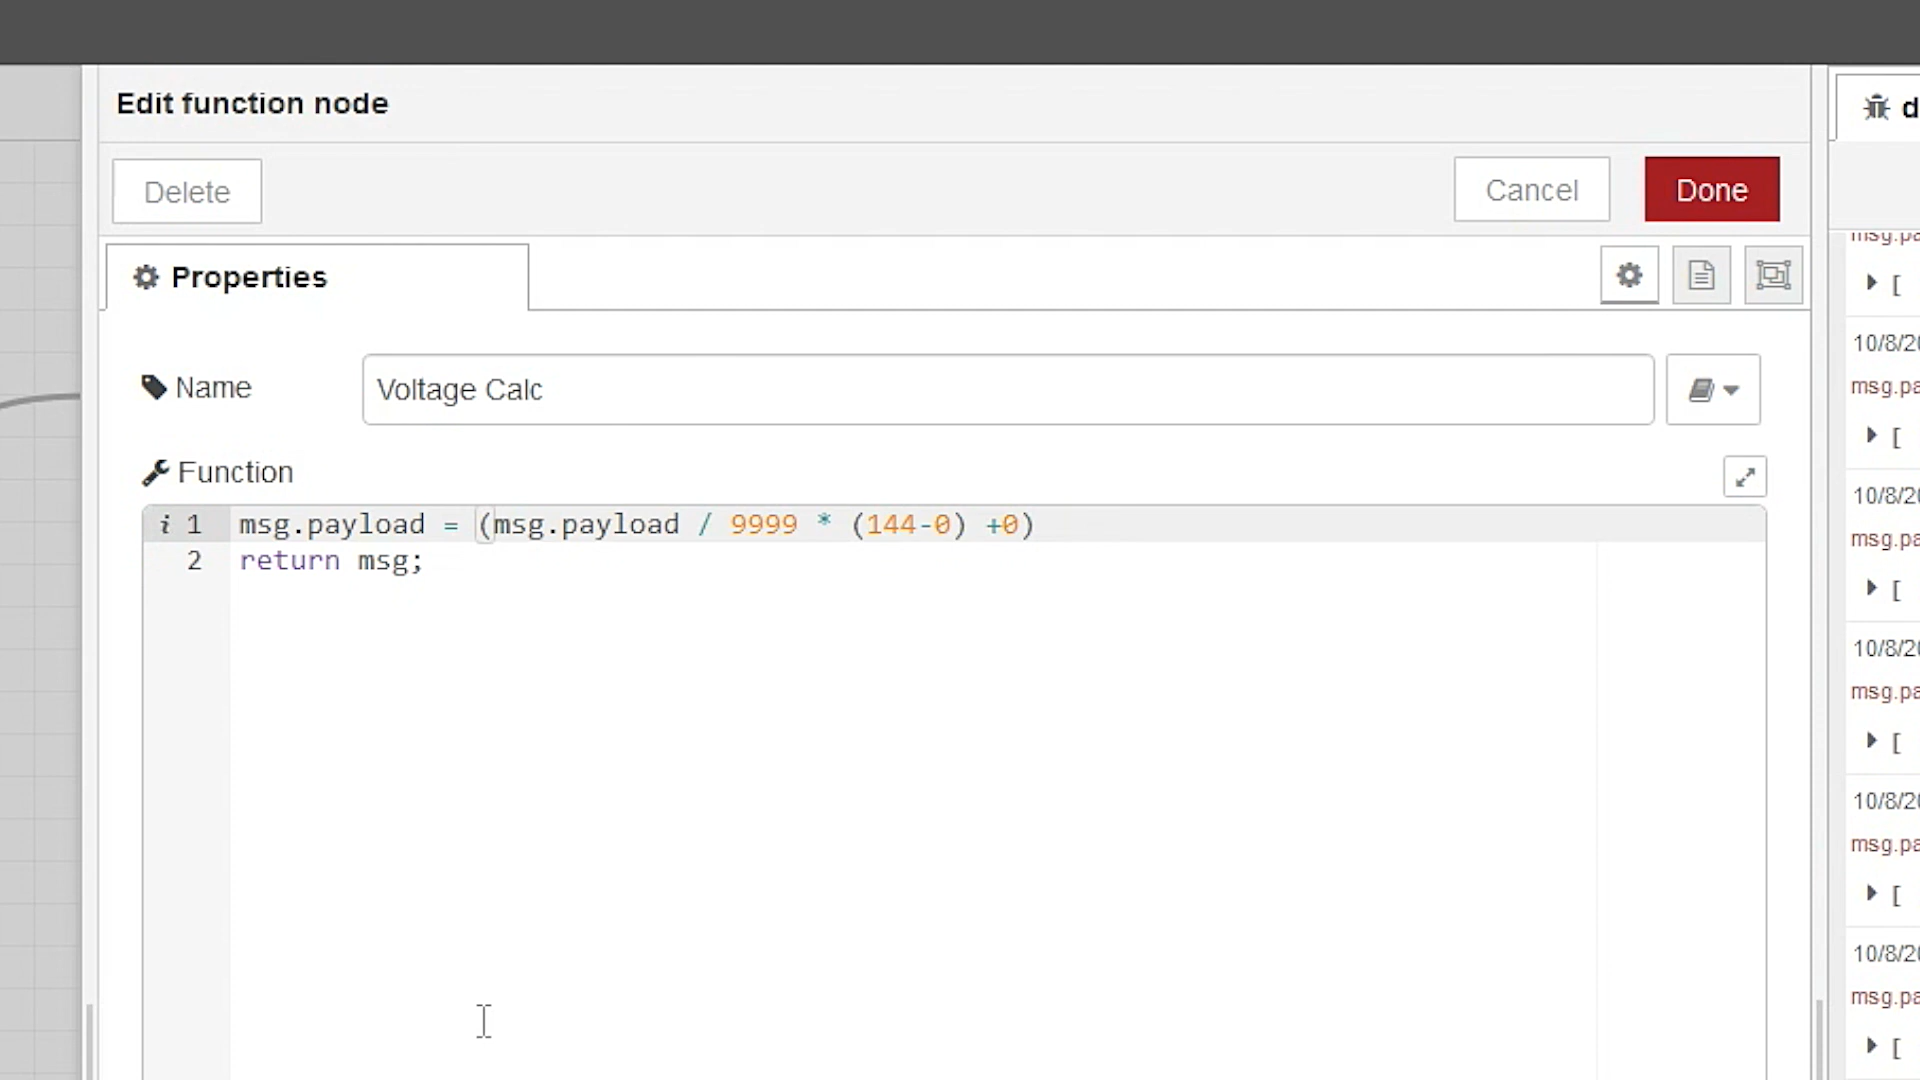 Edit function node
Delete
Cancel
Done
Properties
Name
Voltage Calc
Function
i 1 msg.payload = (msg.payload / 9999 * (144-0) +0)
2 return msg;
d
msg.pa
[
10/8/20
msg.pa
[
10/8/20
msg.pa
[
10/8/20
msg.pa
[
10/8/20
msg.pa
[
10/8/20
msg.pa
[